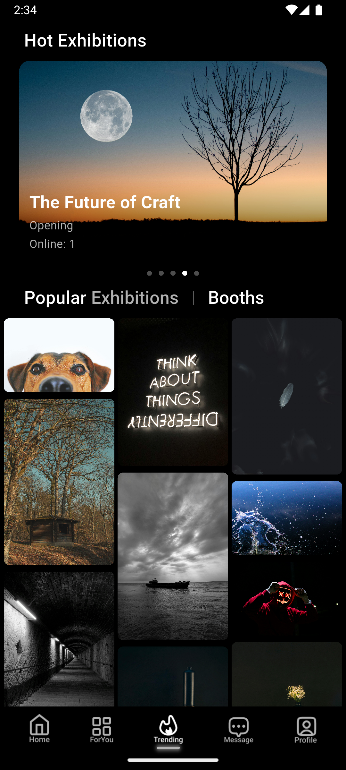 2:34
Hot Exhibitions
The Future of Craft
Opening
Online: 1
Popular Exhibitions | Booths
THINK
ABOUT
THINGS
DIFFERENTLY
Home
ForYou
Trending
Message
Profile